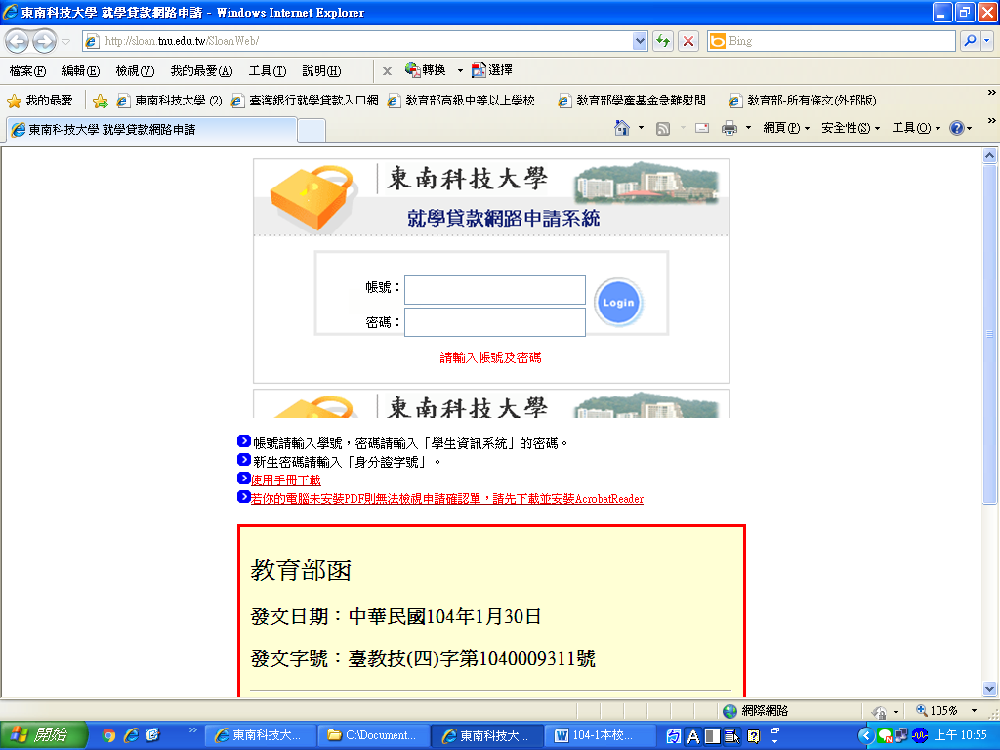 東南科技大學 就學貸款網路申請 - Windows Internet Explorer
http://sloan.tnu.edu.tw/SloanWeb/
Bing
檔案(F) 編輯(E) 檢視(V) 我的最愛(A) 工具(T) 說明(H) x 轉換 選擇
我的最愛 東南科技大學 (2) 臺灣銀行就學貸款入口網 教育部高級中等以上學校... 教育部學產基金急難慰問... 教育部-所有條文(外部版)
東南科技大學 就學貸款網路申請
網頁(P) 安全性(S) 工具(O)
東南科技大學
就學貸款網路申請系統
帳號：
密碼：
Login
請輸入帳號及密碼
東南科技大學
帳號請輸入學號，密碼請輸入「學生資訊系統」的密碼。
新生密碼請輸入「身分證字號」。
使用手冊下載
若你的電腦未安裝PDF則無法檢視申請確認單，請先下載並安裝AcrobatReader
教育部函
發文日期：中華民國104年1月30日
發文字號：臺教技(四)字第1040009311號
網際網路
105%
開始
東南科技大...
C:\Document...
東南科技大...
104-1本校...
A
上午 10:55